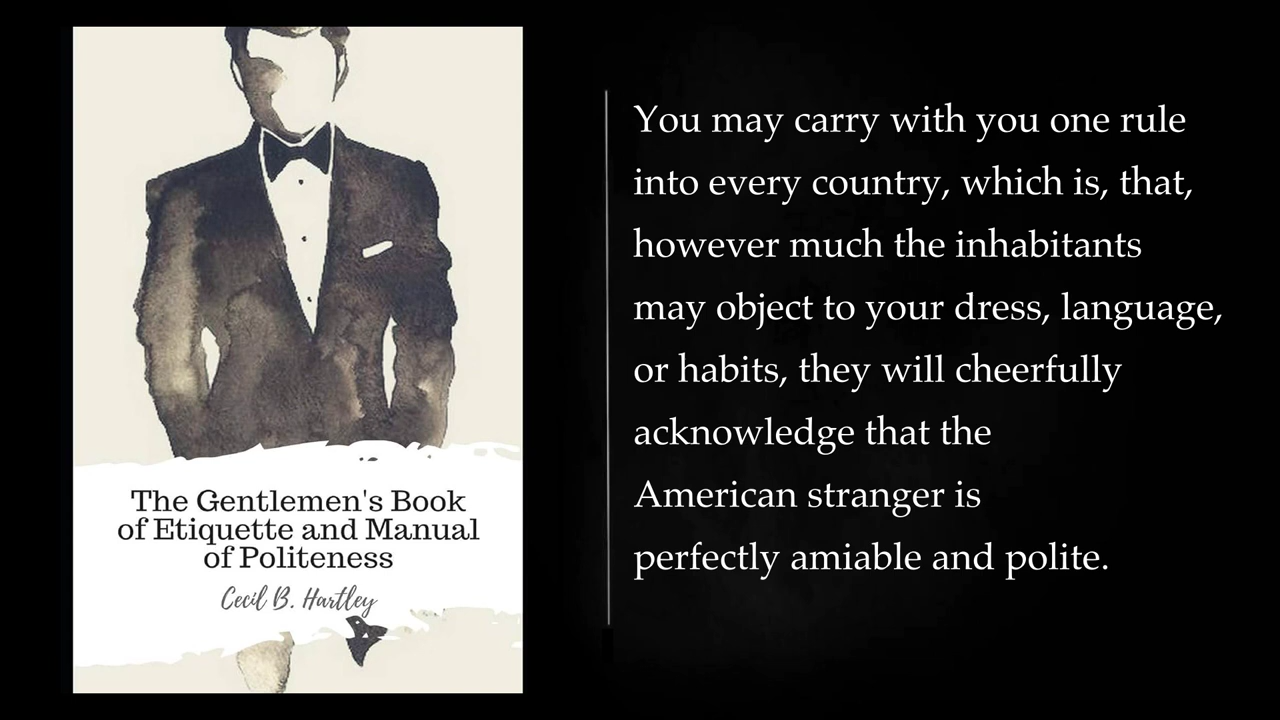 The Gentlemen's Book
of Etiquette and Manual
of Politeness
Cecil B. Hartley
You may carry with you one rule
into every country, which is, that,
however much the inhabitants
may object to your dress, language,
or habits, they will cheerfully
acknowledge that the
American stranger is
perfectly amiable and polite.